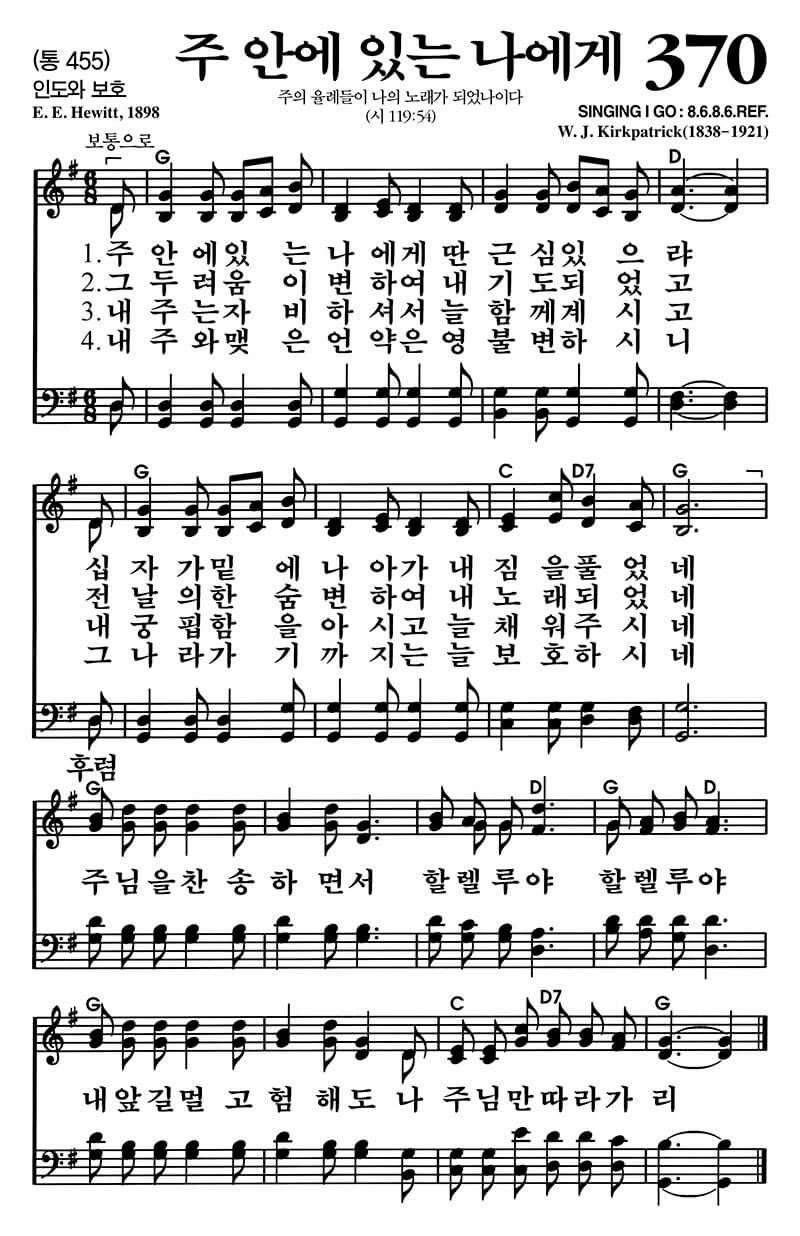 (통 455)
주 안에 있는 나에게 370
인도와 보호
주의 율례들이 나의 노래가 되었나이다
E. E. Hewitt, 1898
(시 119:54)
SINGING I GO : 8.6.8.6.REF.
W. J. Kirkpatrick(1838-1921)
보통으로
G D
1. 주 안에있는 나에게 딴 근심있으랴
2. 그 두려움이 변하여 내 기도되었고
3. 내 주는자비하셔서 늘 함께계시고
4. 내 주와맺은 언약은 영불변하시니
G C D7 G
십자가밑에 나아가 내 짐을풀었네
전날의한숨 변하여 내 노래되었네
내 궁핍함을 아시고 늘 채워주시네
그 나라가기까지는 늘 보호하시네
후렴
G D G D
주님을찬송하면서 할렐루야 할렐루야
G C D7 G
내앞길멀고험해도 나 주님만따라가리